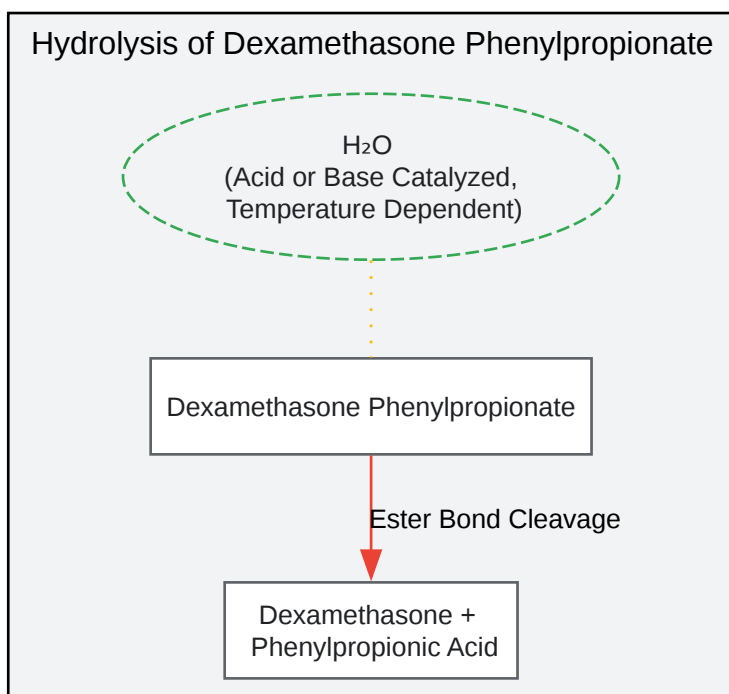 Hydrolysis of Dexamethasone Phenylpropionate
H₂O
(Acid or Base Catalyzed,
Temperature Dependent)
Dexamethasone Phenylpropionate
Ester Bond Cleavage
Dexamethasone +
Phenylpropionic Acid